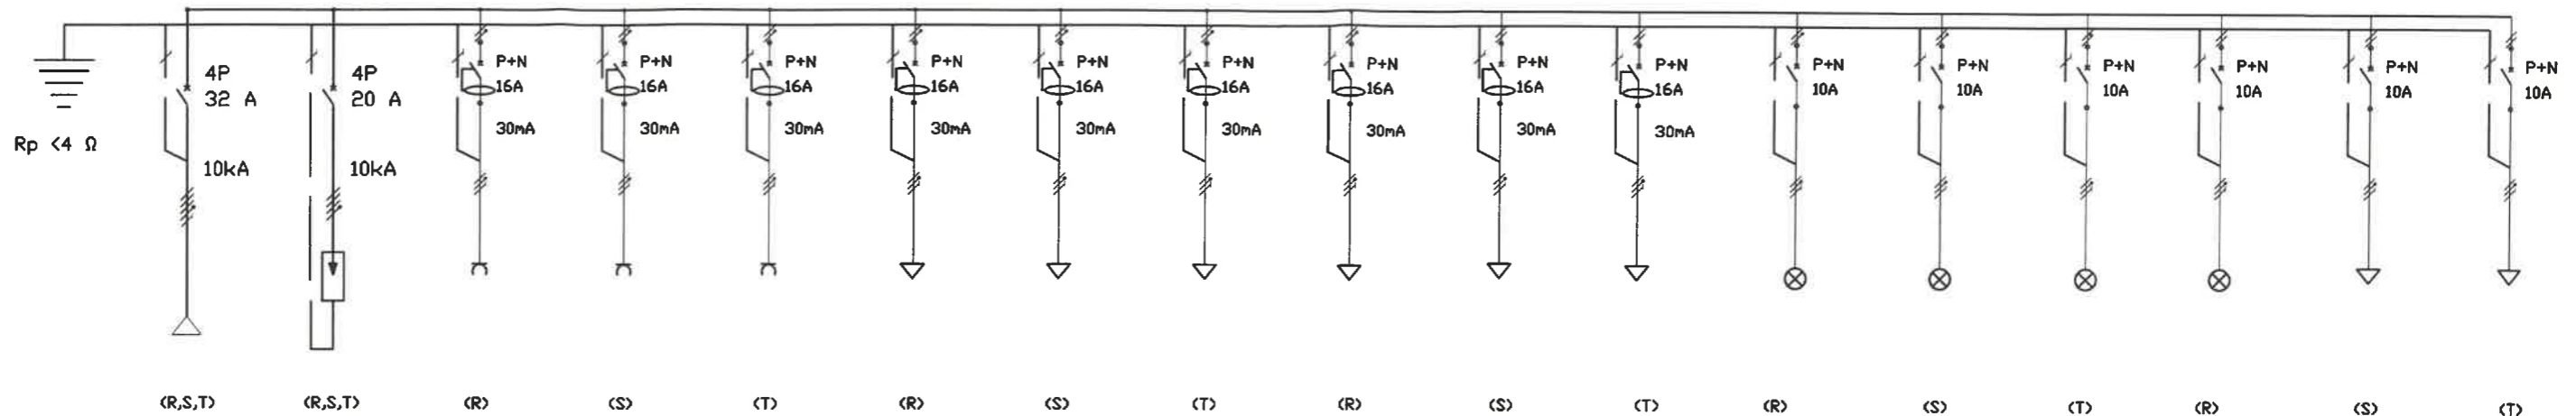 Rp <4 Ω
4P
32 A
10kA
(R,S,T)
4P
20 A
10kA
(R,S,T)
P+N
16A
30mA
(R)
P+N
16A
30mA
(S)
P+N
16A
30mA
(T)
P+N
16A
30mA
(R)
P+N
16A
30mA
(S)
P+N
16A
30mA
(T)
P+N
16A
30mA
(R)
P+N
16A
30mA
(S)
P+N
16A
30mA
(T)
P+N
10A
(R)
P+N
10A
(S)
P+N
10A
(T)
P+N
10A
(R)
P+N
10A
(S)
P+N
10A
(T)